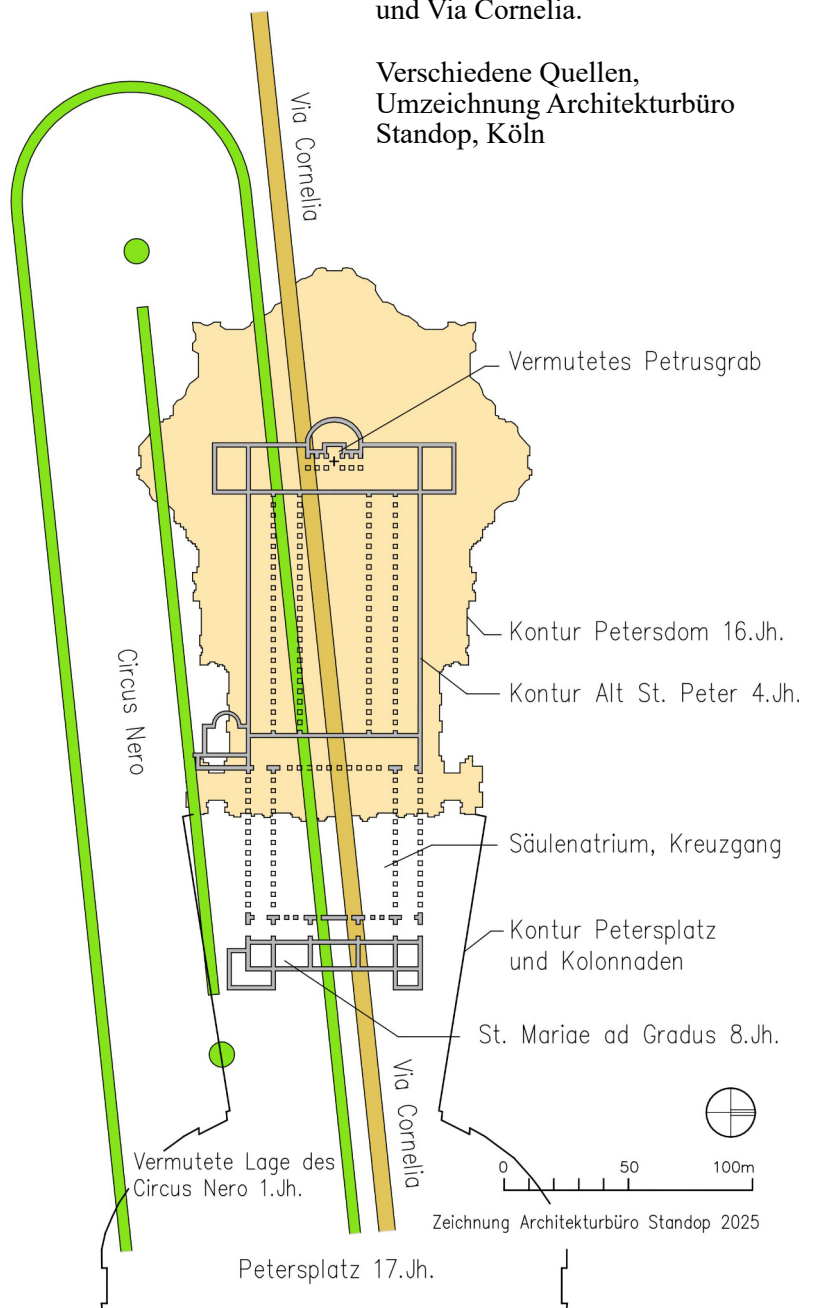 und Via Cornelia.
Verschiedene Quellen,
Umzeichnung Architekturbüro
Standop, Köln
Via Cornelia
Vermutetes Petrusgrab
Kontur Petersdom 16.Jh.
Circus Nero
Kontur Alt St. Peter 4.Jh.
Säulenatrium, Kreuzgang
Kontur Petersplatz
und Kolonnaden
St. Mariae ad Gradus 8.Jh.
Via Cornelia
Vermutete Lage des
Circus Nero 1.Jh.
0 50 100m
Zeichnung Architekturbüro Standop 2025
Petersplatz 17.Jh.